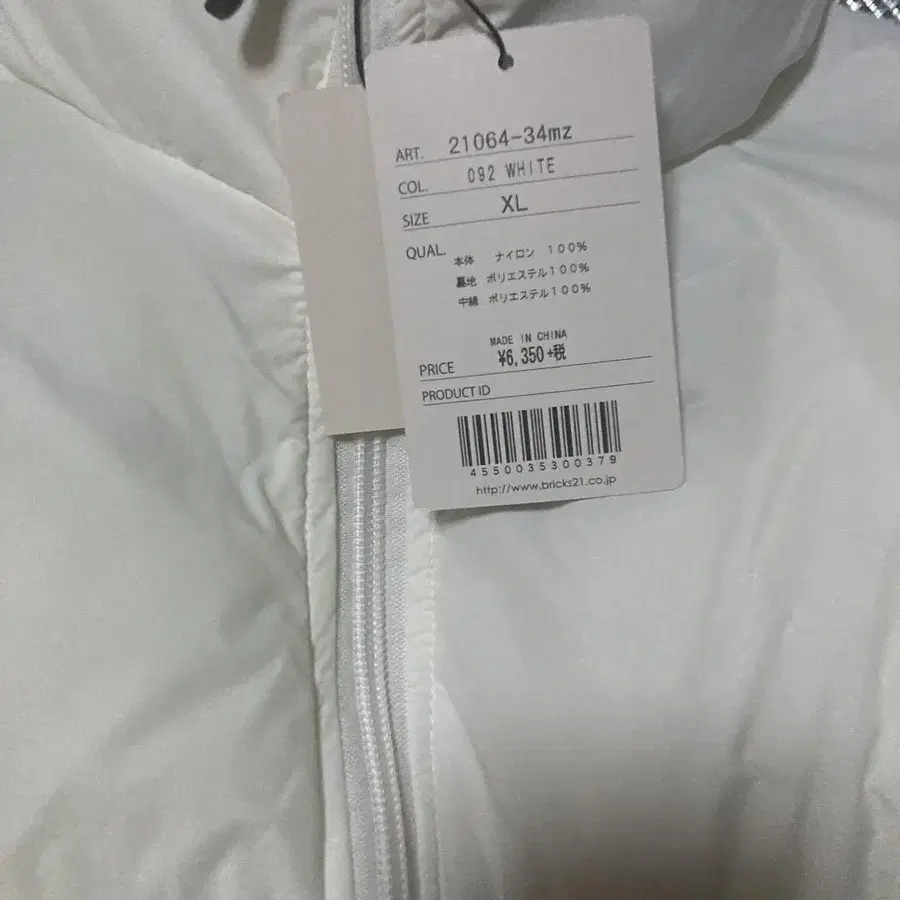 ART. 21064-34mz
COL. 092 WHITE
SIZE XL
QUAL. 本体 ナイロン 100%
裏地 ポリエステル100%
中綿 ポリエステル100%
MADE IN CHINA
PRICE ¥6,350+税
PRODUCT ID
4550035300379
http://www.bricks21.co.jp